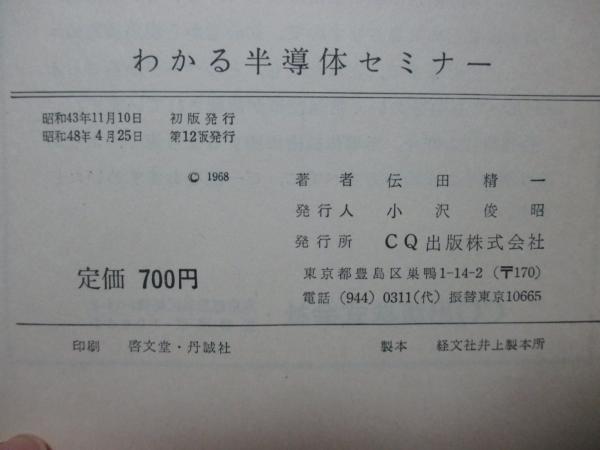 わかる半導体セミナー
昭和43年11月10日 初版発行
昭和48年4月25日 第12版発行
© 1968
著者 伝田精一
発行人 小沢俊昭
発行所 CQ出版株式会社
東京都豊島区巣鴨1-14-2(〒170)
定価 700円
電話(944)0311(代)振替東京10665
印刷 啓文堂・丹誠社 製本 経文社井上製本所